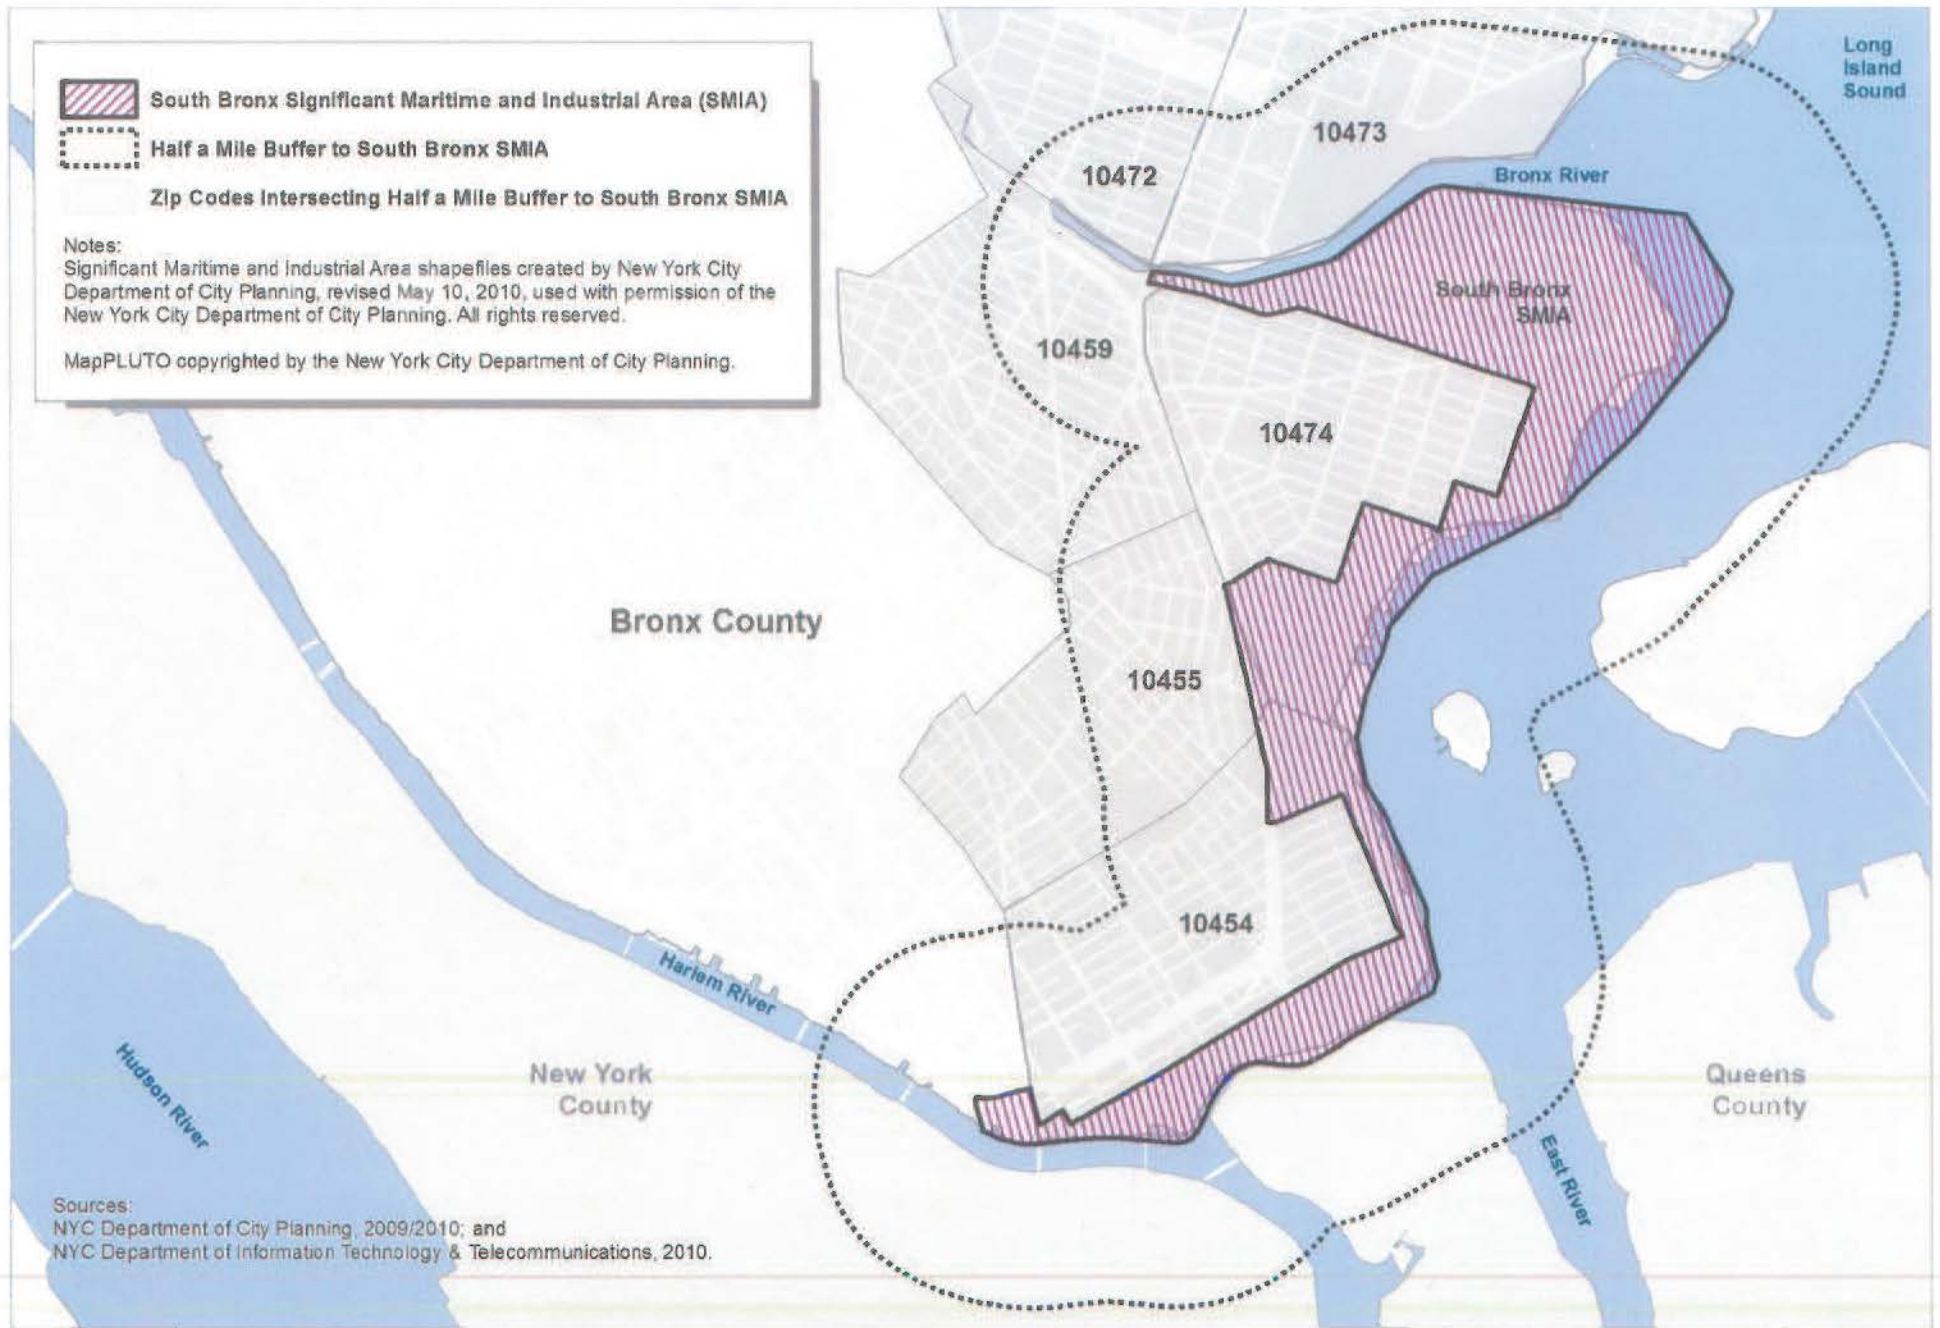 South Bronx Significant Maritime and Industrial Area (SMIA)
Half a Mile Buffer to South Bronx SMIA
Zip Codes Intersecting Half a Mile Buffer to South Bronx SMIA
Notes:
Significant Maritime and Industrial Area shapefiles created by New York City
Department of City Planning, revised May 10, 2010, used with permission of the
New York City Department of City Planning. All rights reserved.
MapPLUTO copyrighted by the New York City Department of City Planning.
Long
Island
Sound
10473
10472
Bronx River
South Bronx
SMIA
10459
10474
Bronx County
10455
10454
Harlem River
Hudson River
New York
County
Queens
County
East River
Sources:
NYC Department of City Planning, 2009/2010; and
NYC Department of Information Technology & Telecommunications, 2010.